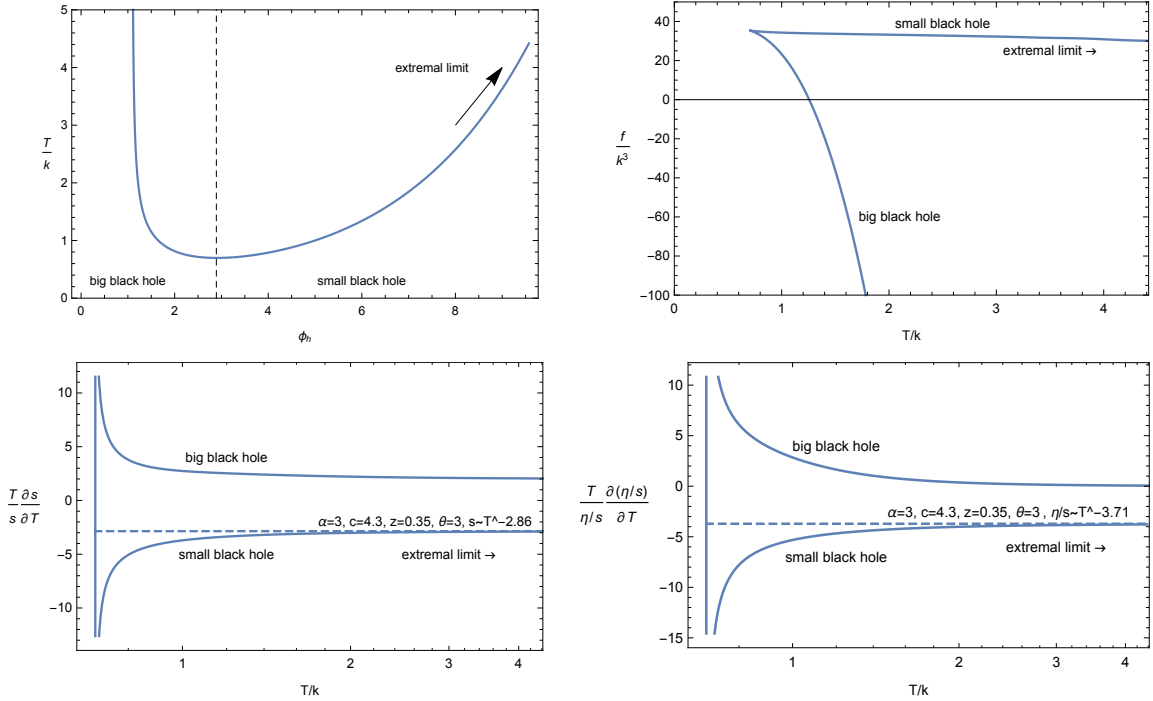 5
4
3
2
1
0
T
k
extremal limit
big black hole
small black hole
0
2
4
6
8
ϕh
40
20
0
−20
−40
−60
−80
−100
f
k³
small black hole
extremal limit →
big black hole
0
1
2
3
4
T/k
10
5
0
−5
−10
T ∂s
s ∂T
big black hole
α=3, c=4.3, z=0.35, θ=3, s~T^−2.86
small black hole
extremal limit →
1
2
3
4
T/k
10
5
0
−5
−10
−15
T ∂(η/s)
η/s ∂T
big black hole
α=3, c=4.3, z=0.35, θ=3 , η/s~T^−3.71
extremal limit →
small black hole
1
2
3
4
T/k